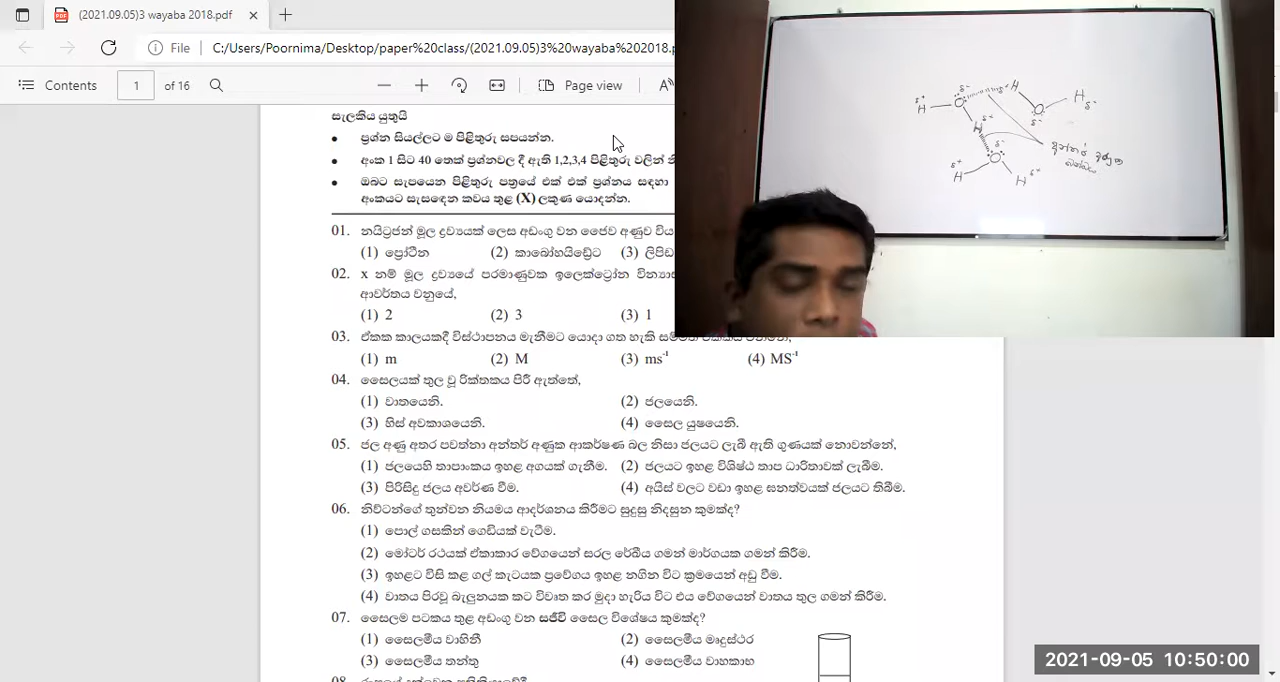 (2021.09.05)3 wayaba 2018.pdf
File C:/Users/Poornima/Desktop/paper%20class/(2021.09.05)3%20wayaba%202018.p
Contents 1 of 16 Page view
සැලකිය යුතුයි
• ප්‍රශ්න සියල්ලට ම පිළිතුරු සපයන්න.
• අංක 1 සිට 40 තෙක් ප්‍රශ්නවල දී ඇති 1,2,3,4 පිළිතුරු වලින්
• ඔබට සැපයෙන පිළිතුරු පත්‍රයේ එක් එක් ප්‍රශ්නය සඳහා
අංකයට සැසඳෙන කවය තුළ (X) ලකුණ යොදන්න.
01. නයිට්‍රජන් මූල ද්‍රව්‍යයක් ලෙස අඩංගු වන ජෛව අණුව
(1) ප්‍රෝටීන (2) කාබෝහයිඩ්‍රේට (3) ලිපිඩ
02. x නම් මූල ද්‍රව්‍යයේ පරමාණුවක ඉලෙක්ට්‍රෝන
ආවර්තය වනුයේ,
(1) 2 (2) 3 (3) 1
03. ඒකක කාලයකදී විස්ථාපනය මැනීමට යොදා ගත හැකි
(1) m (2) M (3) ms⁻¹ (4) MS⁻¹
04. සෛලයක් තුල වූ රික්තකය පිරී ඇත්තේ,
(1) වාතයෙනි. (2) ජලයෙනි.
(3) හිස් අවකාශයෙනි. (4) සෛල යුෂයෙනි.
05. ජල අණු අතර පවත්නා අන්තර් අණුක ආකර්ෂණ බල නිසා ජලයට ලැබී ඇති ගුණයක් නොවන්නේ,
(1) ජලයෙහි තාපාංකය ඉහළ අගයක් ගැනීම. (2) ජලයට ඉහළ විශිෂ්ඨ තාප ධාරිතාවක් ලැබීම.
(3) පිරිසිදු ජලය අවර්ණ වීම. (4) අයිස් වලට වඩා ඉහළ ඝනත්වයක් ජලයට තිබීම.
06. නිව්ටන්ගේ තුන්වන නියමය ආදර්ශනය කිරීමට සුදුසු නිදසුන කුමක්ද?
(1) පොල් ගසකින් ගෙඩියක් වැටීම.
(2) මෝටර් රථයක් ඒකාකාර වේගයෙන් සරල රේඛීය ගමන් මාර්ගයක ගමන් කිරීම.
(3) ඉහළට විසි කළ ගල් කැටයක ප්‍රවේගය ඉහළ නගින විට ක්‍රමයෙන් අඩු වීම.
(4) වාතය පිරවූ බැලුනයක කට විවෘත කර මුදා හැරිය විට එය වේගයෙන් වාතය තුල ගමන් කිරීම.
07. සෛලම පටකය තුළ අඩංගු වන සජීවී සෛල විශේෂය කුමක්ද?
(1) සෛලමීය වාහිනී (2) සෛලමීය මෘදුස්ථර
(3) සෛලමීය තන්තු (4) සෛලමීය වාහකාභ
08.
H O H O H δ-
H
O
H H
අන්තර් අණුක
බන්ධන
2021-09-05 10:50:00